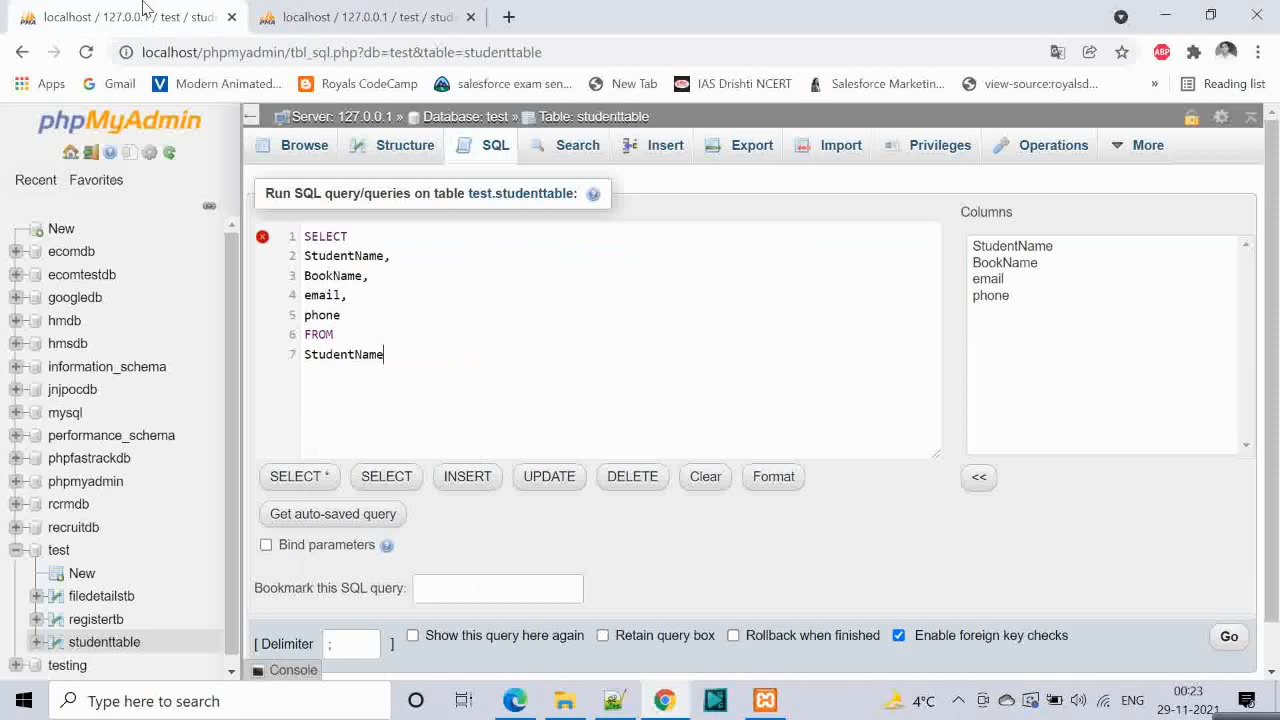 localhost / 127.0.0.1 / test / stud
localhost / 127.0.0.1 / test / stud
localhost/phpmyadmin/tbl_sql.php?db=test&table=studenttable
ABP
Apps
Gmail
Modern Animated...
Royals CodeCamp
salesforce exam sen...
New Tab
IAS Drishti NCERT
Salesforce Marketin...
view-source:royalsd...
»
Reading list
phpMyAdmin
Recent Favorites
New
ecomdb
ecomtestdb
googledb
hmdb
hmsdb
information_schema
jnjpocdb
mysql
performance_schema
phpfastrackdb
phpmyadmin
rcrmdb
recruitdb
test
New
filedetailstb
registertb
studenttable
testing
Server: 127.0.0.1 » Database: test » Table: studenttable
Browse Structure SQL Search Insert Export Import Privileges Operations More
Run SQL query/queries on table test.studenttable:
1 SELECT
2 StudentName,
3 BookName,
4 email,
5 phone
6 FROM
7 StudentName
Columns
StudentName
BookName
email
phone
SELECT * SELECT INSERT UPDATE DELETE Clear Format
<<
Get auto-saved query
Bind parameters
Bookmark this SQL query:
[ Delimiter ; ] Show this query here again Retain query box Rollback when finished Enable foreign key checks Go
Console
Type here to search
4°C
ENG
00:23
29-11-2021